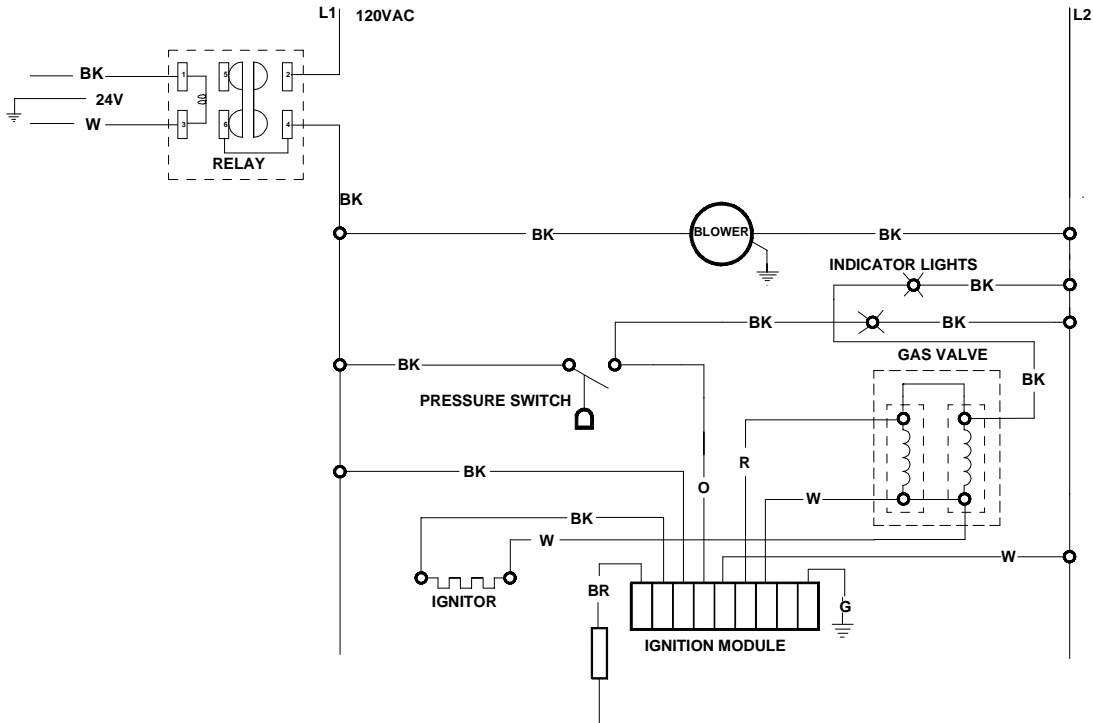 L1 120VAC
L2
BK
1
5
2
24V
W
3
6
4
RELAY
BK
BK
BLOWER
BK
INDICATOR LIGHTS
BK
BK
BK
GAS VALVE
BK
BK
PRESSURE SWITCH
R
BK
O
W
BK
W
W
IGNITOR
BR
G
IGNITION MODULE